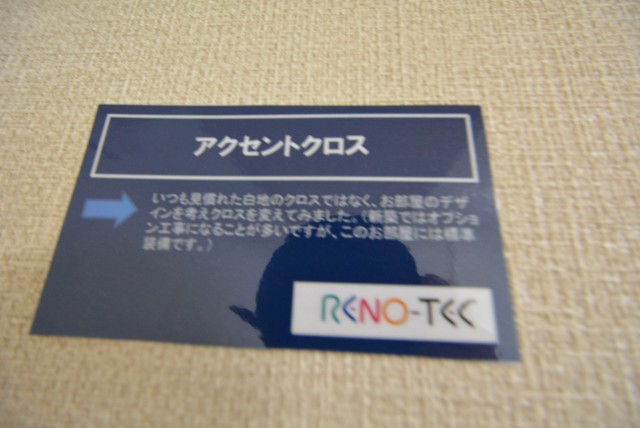 アクセントクロス
いつも見慣れた白地のクロスではなく、お部屋のデザ
インを考えクロスを変えてみました。（新築ではオプショ
ン工事になることが多いですが、このお部屋には標準
装備です。）
RENO-TEC